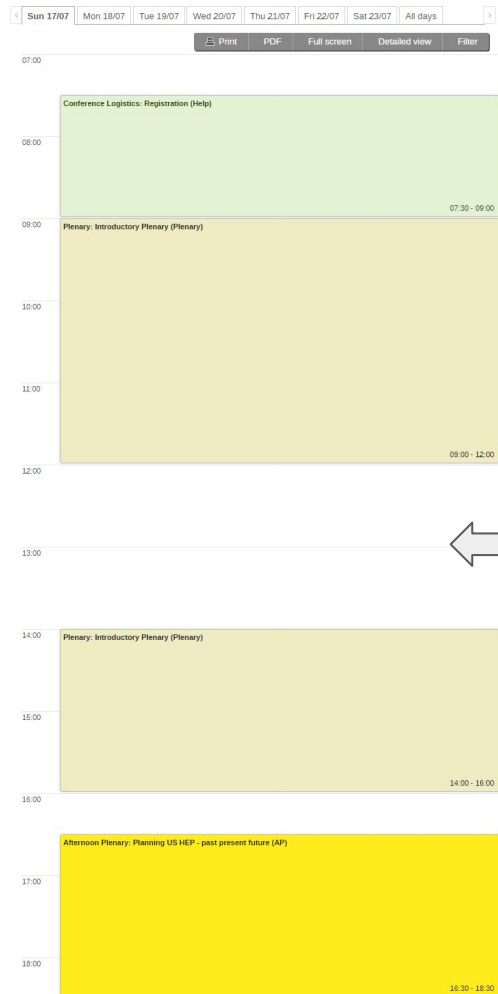 ‹ Sun 17/07 Mon 18/07 Tue 19/07 Wed 20/07 Thu 21/07 Fri 22/07 Sat 23/07 All days ›
Print PDF Full screen Detailed view Filter
07:00
Conference Logistics: Registration (Help)
08:00
07:30 - 09:00
09:00
Plenary: Introductory Plenary (Plenary)
10:00
11:00
09:00 - 12:00
12:00
13:00
14:00
Plenary: Introductory Plenary (Plenary)
15:00
14:00 - 16:00
16:00
Afternoon Plenary: Planning US HEP - past present future (AP)
17:00
18:00
16:30 - 18:30